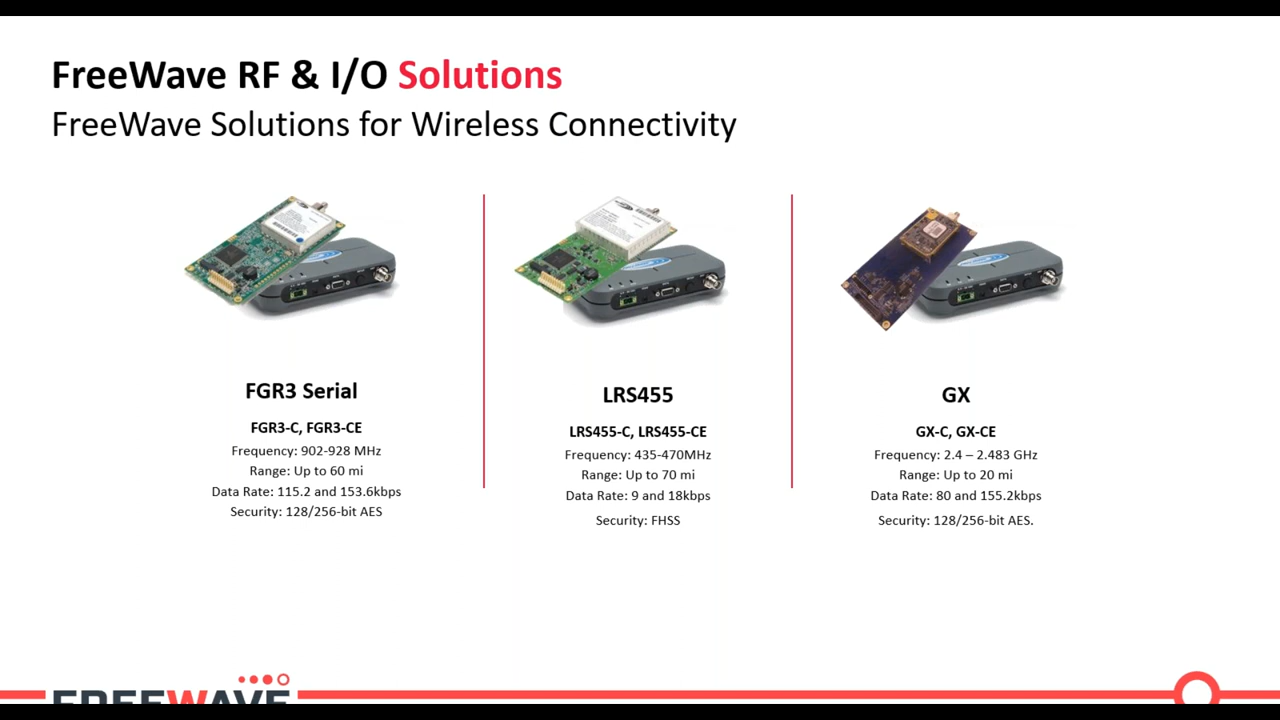 FreeWave RF & I/O Solutions
FreeWave Solutions for Wireless Connectivity
FGR3 Serial
FGR3-C, FGR3-CE
Frequency: 902-928 MHz
Range: Up to 60 mi
Data Rate: 115.2 and 153.6kbps
Security: 128/256-bit AES
LRS455
LRS455-C, LRS455-CE
Frequency: 435-470MHz
Range: Up to 70 mi
Data Rate: 9 and 18kbps
Security: FHSS
GX
GX-C, GX-CE
Frequency: 2.4 – 2.483 GHz
Range: Up to 20 mi
Data Rate: 80 and 155.2kbps
Security: 128/256-bit AES.
FREEWAVE